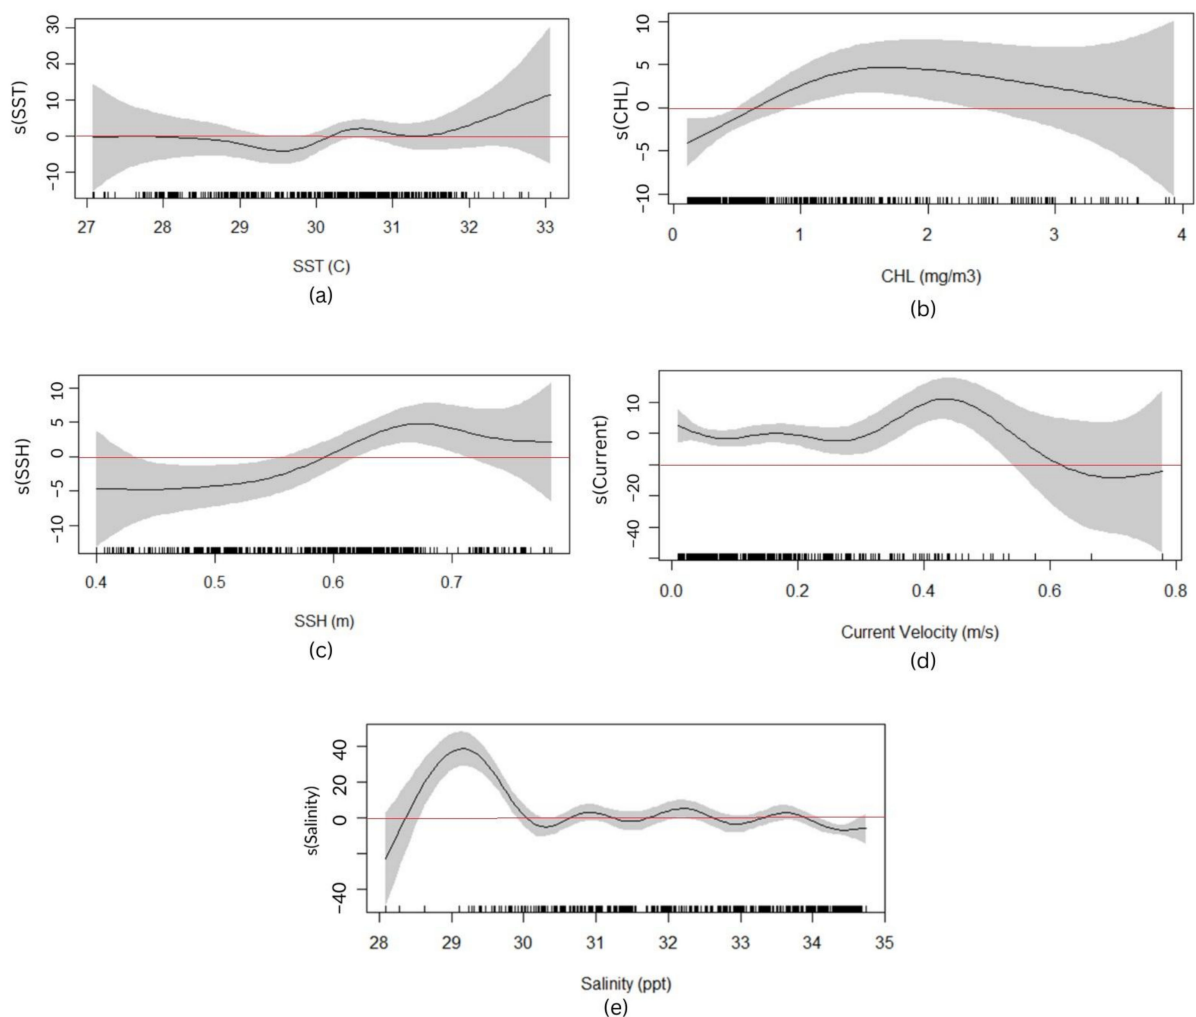 s(SST)
30
20
10
0
−10
27 28 29 30 31 32 33
SST (C)
(a)
s(CHL)
10
5
0
−5
−10
0 1 2 3 4
CHL (mg/m3)
(b)
s(SSH)
10
5
0
−5
−10
0.4 0.5 0.6 0.7
SSH (m)
(c)
s(Current)
10
0
−20
−40
0.0 0.2 0.4 0.6 0.8
Current Velocity (m/s)
(d)
s(Salinity)
40
20
0
−40
28 29 30 31 32 33 34 35
Salinity (ppt)
(e)